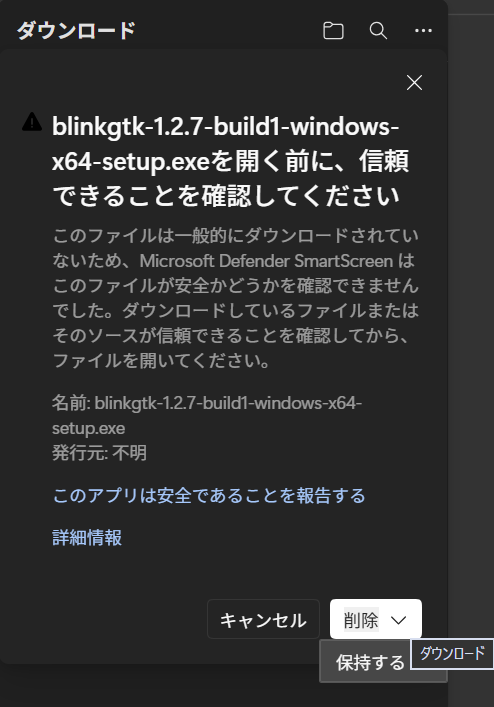 ダウンロード
blinkgtk-1.2.7-build1-windows-
x64-setup.exeを開く前に、信頼
できることを確認してください
このファイルは一般的にダウンロードされてい
ないため、Microsoft Defender SmartScreen は
このファイルが安全かどうかを確認できません
でした。ダウンロードしているファイルまたは
そのソースが信頼できることを確認してから、
ファイルを開いてください。
名前: blinkgtk-1.2.7-build1-windows-x64-
setup.exe
発行元: 不明
このアプリは安全であることを報告する
詳細情報
キャンセル
削除
保持する
ダウンロード